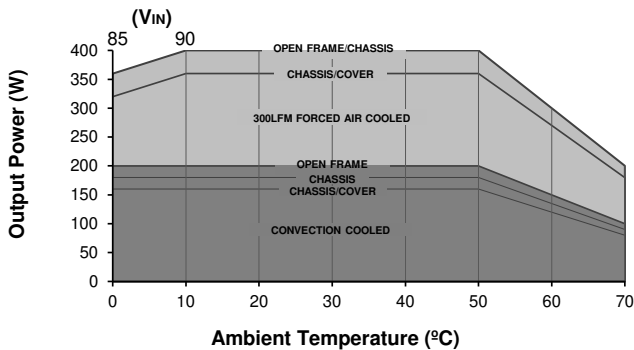 (VIN)
85 90
400
350
300
250
200
150
100
50
0
Output Power (W)
OPEN FRAME/CHASSIS
CHASSIS/COVER
300LFM FORCED AIR COOLED
OPEN FRAME
CHASSIS
CHASSIS/COVER
CONVECTION COOLED
0 10 20 30 40 50 60 70
Ambient Temperature (ºC)